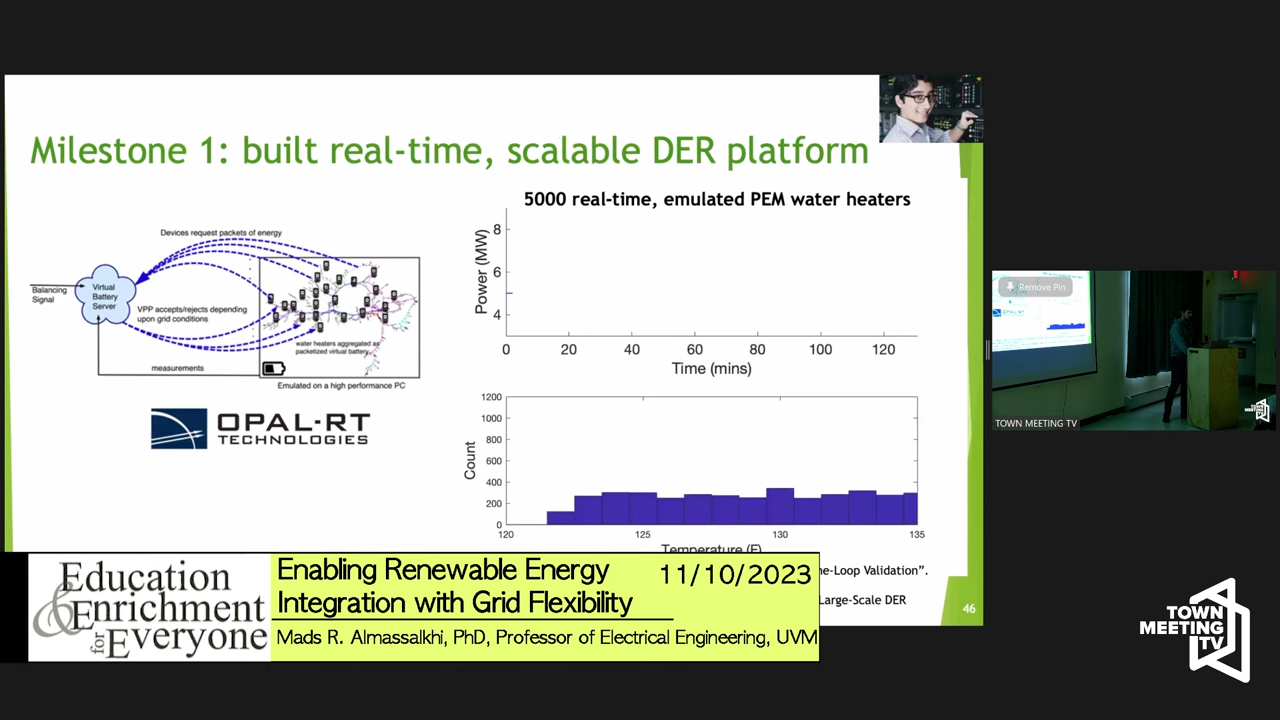 Milestone 1: built real-time, scalable DER platform
Devices request packets of energy
Balancing
Signal
Virtual
Battery
Server
VPP accepts/rejects depending
upon grid conditions
water heaters aggregated as
packetized virtual battery
measurements
Emulated on a high performance PC
OPAL-RT
TECHNOLOGIES
5000 real-time, emulated PEM water heaters
Power (MW)
8
6
4
0 20 40 60 80 100 120
Time (mins)
Count
1200
1000
800
600
400
200
0
120 125 130 135
Temperature (F)
ne-Loop Validation”.
Large-Scale DER
46
Education
& Enrichment
for Everyone
Enabling Renewable Energy 11/10/2023
Integration with Grid Flexibility
Mads R. Almassalkhi, PhD, Professor of Electrical Engineering, UVM
Remove Pin
OPAL-RT
TOWN MEETING TV
TOWN
MEETING
TV
TOWN
MEETING
TV